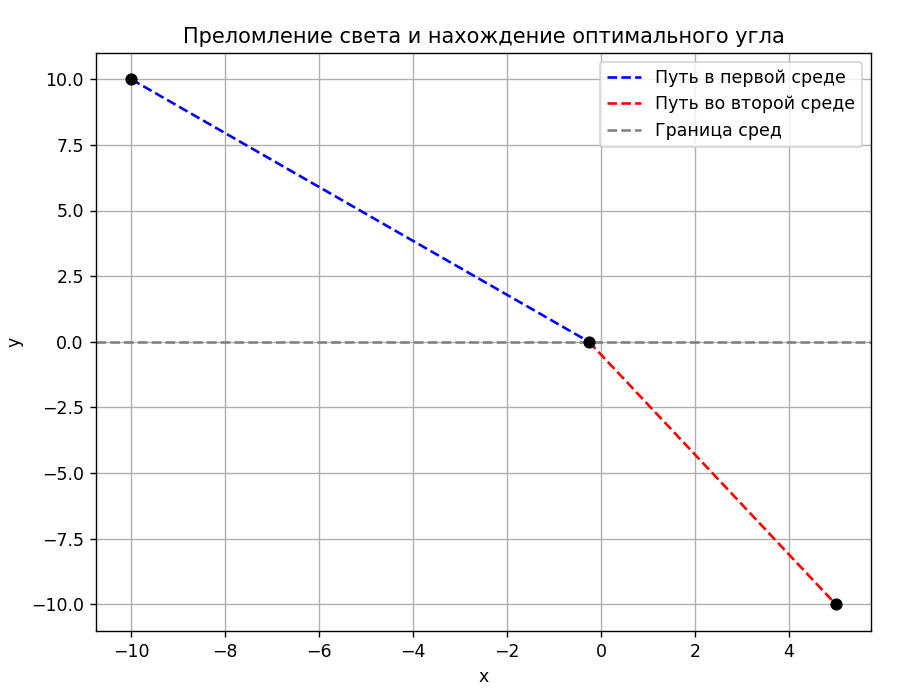 Преломление света и нахождение оптимального угла
Путь в первой среде
Путь во второй среде
Граница сред
10.0
7.5
5.0
2.5
0.0
−2.5
−5.0
−7.5
−10.0
y
−10
−8
−6
−4
−2
0
2
4
x